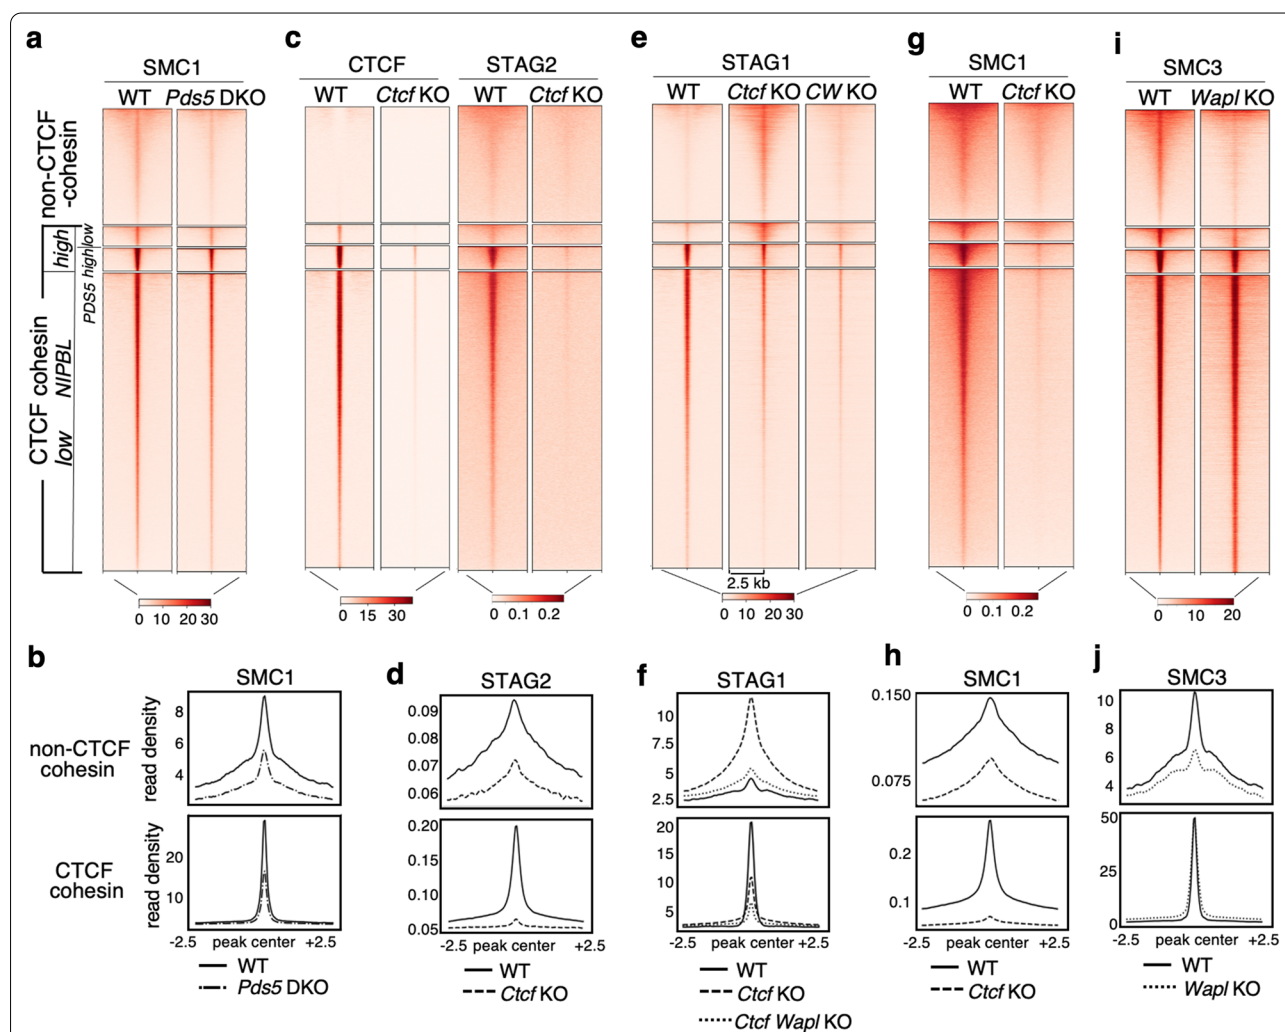 a
c
e
g
i
SMC1
CTCF
STAG2
STAG1
SMC1
SMC3
WT Pds5 DKO
WT Ctcf KO
WT Ctcf KO
WT Ctcf KO CW KO
WT Ctcf KO
WT Wapl KO
non-CTCF
-cohesin
CTCF cohesin
low high
NIPBL
PDS5 high low
2.5 kb
0 10 20 30
0 15 30
0 0.1 0.2
0 10 20 30
0 0.1 0.2
0 20
b
d
f
h
j
SMC1
STAG2
STAG1
SMC1
SMC3
non-CTCF
cohesin
read density
8
6
4
0.09
0.08
0.07
0.06
10
7.5
5
2.5
0.150
0.075
10
8
6
4
CTCF
cohesin
read density
20
10
0.20
0.15
0.10
0.05
20
15
10
5
0.2
0.1
50
25
0
-2.5 peak center +2.5
-2.5 peak center +2.5
-2.5 peak center +2.5
-2.5 peak center +2.5
-2.5 peak center +2.5
WT
Pds5 DKO
WT
Ctcf KO
WT
Ctcf KO
Ctcf Wapl KO
WT
Ctcf KO
WT
Wapl KO